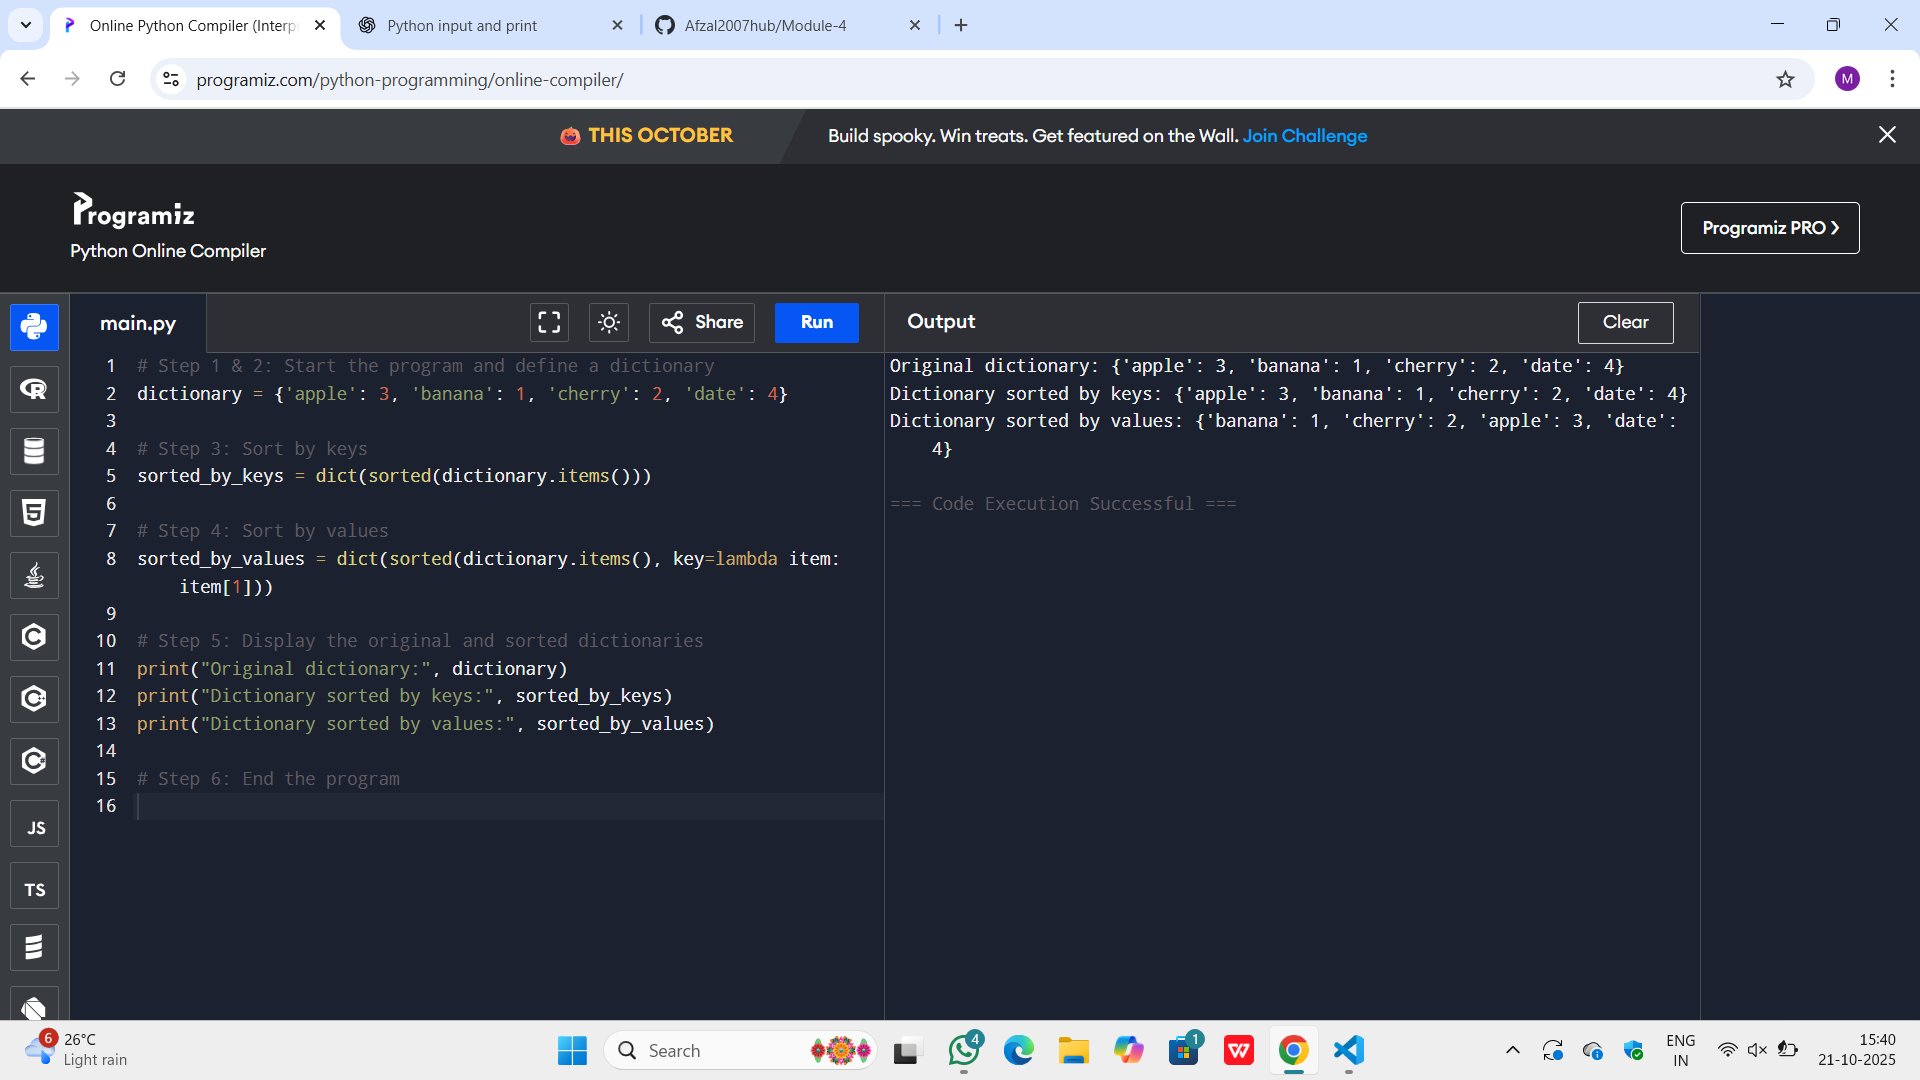 Online Python Compiler (Interp
Python input and print
Afzal2007hub/Module-4
programiz.com/python-programming/online-compiler/
M
THIS OCTOBER
Build spooky. Win treats. Get featured on the Wall. Join Challenge
Programiz
Python Online Compiler
Programiz PRO ❯
main.py
Share
Run
Output
Clear
1 # Step 1 & 2: Start the program and define a dictionary
2 dictionary = {'apple': 3, 'banana': 1, 'cherry': 2, 'date': 4}
3
4 # Step 3: Sort by keys
5 sorted_by_keys = dict(sorted(dictionary.items()))
6
7 # Step 4: Sort by values
8 sorted_by_values = dict(sorted(dictionary.items(), key=lambda item:
item[1]))
9
10 # Step 5: Display the original and sorted dictionaries
11 print("Original dictionary:", dictionary)
12 print("Dictionary sorted by keys:", sorted_by_keys)
13 print("Dictionary sorted by values:", sorted_by_values)
14
15 # Step 6: End the program
16
Original dictionary: {'apple': 3, 'banana': 1, 'cherry': 2, 'date': 4}
Dictionary sorted by keys: {'apple': 3, 'banana': 1, 'cherry': 2, 'date': 4}
Dictionary sorted by values: {'banana': 1, 'cherry': 2, 'apple': 3, 'date':
4}
=== Code Execution Successful ===
R
5
C
C
C
JS
TS
6
26°C
Light rain
Search
4
1
W
ENG
IN
15:40
21-10-2025